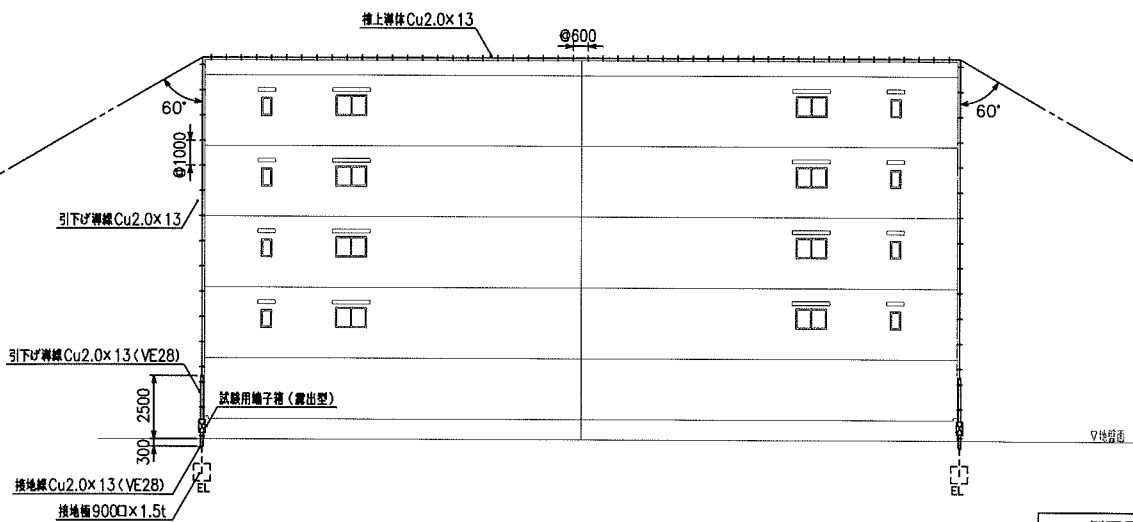 棟上導体Cu2.0×13
@600
60°
60°
@1000
引下げ導線Cu2.0×13
引下げ導線Cu2.0×13(VE28)
2500
試験用端子箱(露出型)
300
▽地盤面
接地線Cu2.0×13(VE28)
EL
EL
接地極900□×1.5t